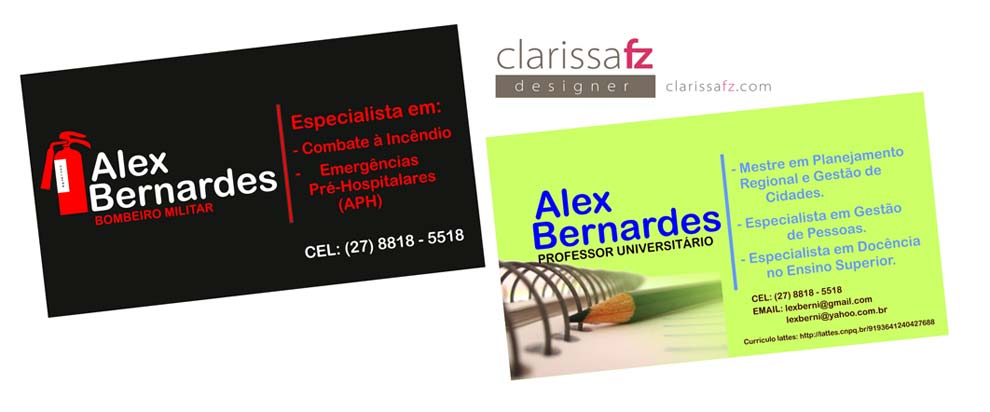 clarissafz
designer
clarissafz.com
Alex
Bernardes
BOMBEIRO MILITAR
Especialista em:
- Combate à Incêndio
- Emergências
Pré-Hospitalares
(APH)
CEL: (27) 8818 - 5518
Alex
Bernardes
PROFESSOR UNIVERSITÁRIO
- Mestre em Planejamento
Regional e Gestão de
Cidades.
- Especialista em Gestão
de Pessoas.
- Especialista em Docência
no Ensino Superior.
CEL: (27) 8818 - 5518
EMAIL: lexberni@gmail.com
lexberni@yahoo.com.br
Curriculo lattes: http://lattes.cnpq.br/9193641240427688